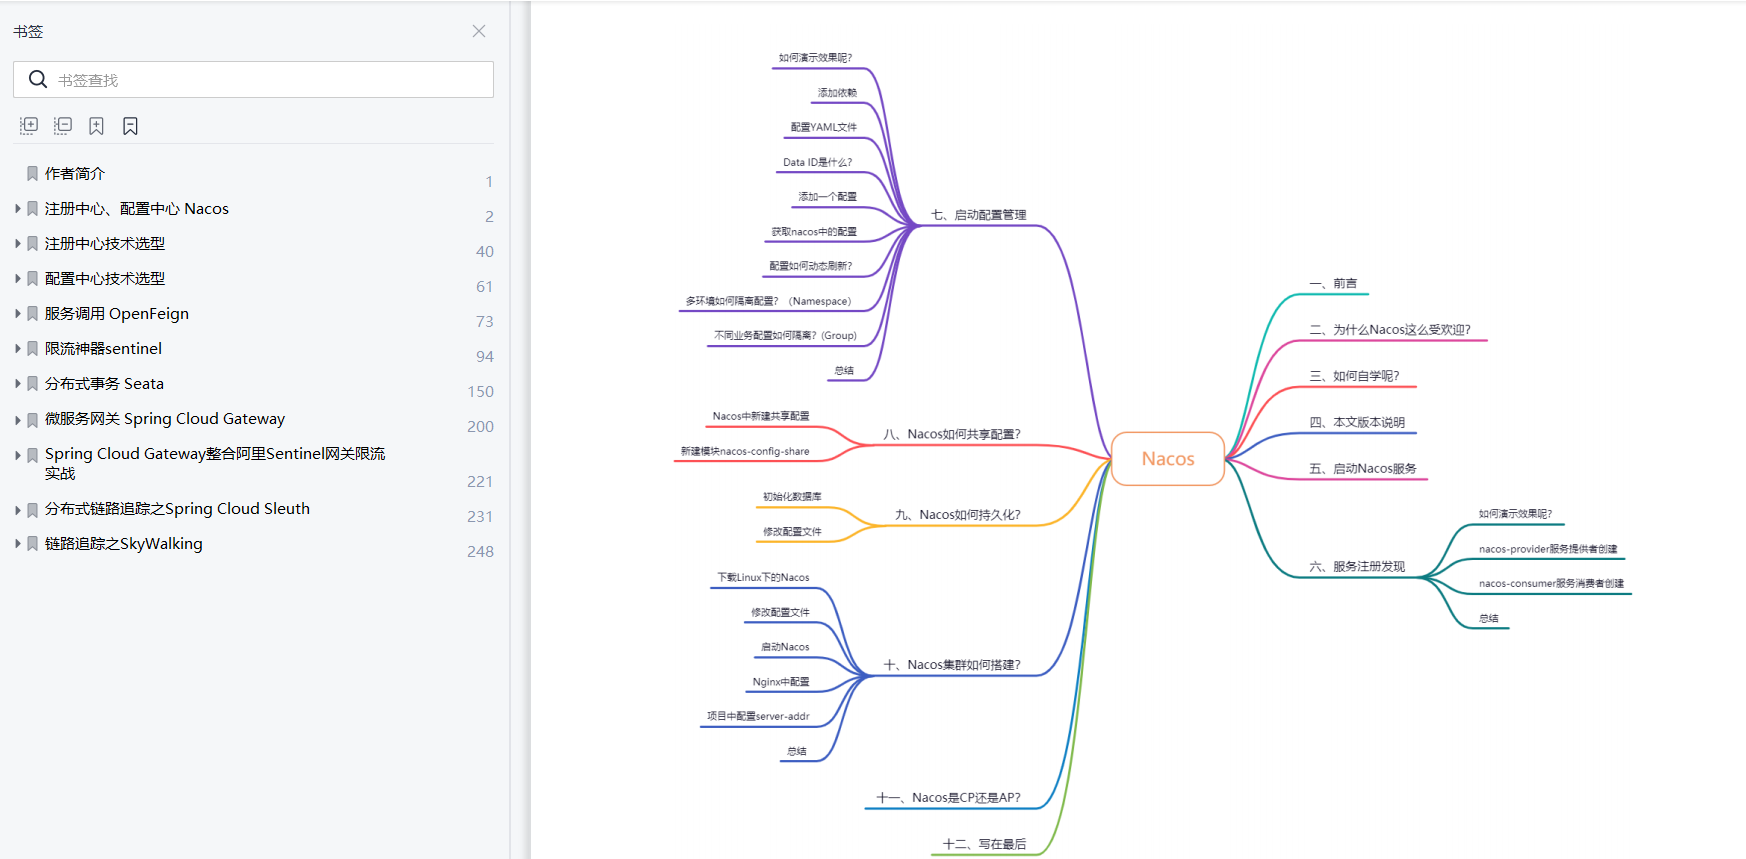 书签
书签查找
作者简介
1
注册中心、配置中心 Nacos
2
注册中心技术选型
40
配置中心技术选型
61
服务调用 OpenFeign
73
限流神器sentinel
94
分布式事务 Seata
150
微服务网关 Spring Cloud Gateway
200
Spring Cloud Gateway整合阿里Sentinel网关限流
实战
221
分布式链路追踪之Spring Cloud Sleuth
231
链路追踪之SkyWalking
248
如何演示效果呢?
添加依赖
配置YAML文件
Data ID是什么?
添加一个配置
获取nacos中的配置
配置如何动态刷新?
多环境如何隔离配置? （Namespace）
不同业务配置如何隔离? (Group)
总结
七、启动配置管理
Nacos中新建共享配置
新建模块nacos-config-share
八、Nacos如何共享配置?
初始化数据库
修改配置文件
九、Nacos如何持久化?
下载Linux下的Nacos
修改配置文件
启动Nacos
Nginx中配置
项目中配置server-addr
总结
十、Nacos集群如何搭建?
十一、Nacos是CP还是AP?
十二、写在最后
Nacos
一、前言
二、为什么Nacos这么受欢迎?
三、如何自学呢?
四、本文版本说明
五、启动Nacos服务
六、服务注册发现
如何演示效果呢?
nacos-provider服务提供者创建
nacos-consumer服务消费者创建
总结